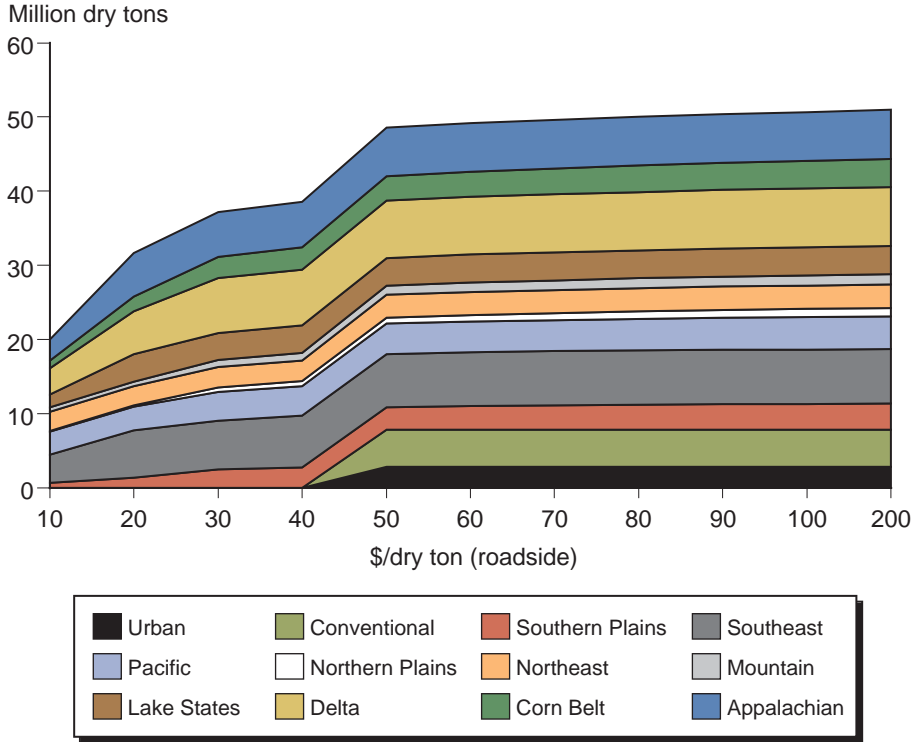 Million dry tons
60
50
40
30
20
10
0
10 20 30 40 50 60 70 80 90 100 200
$/dry ton (roadside)
Urban Conventional Southern Plains Southeast
Pacific Northern Plains Northeast Mountain
Lake States Delta Corn Belt Appalachian